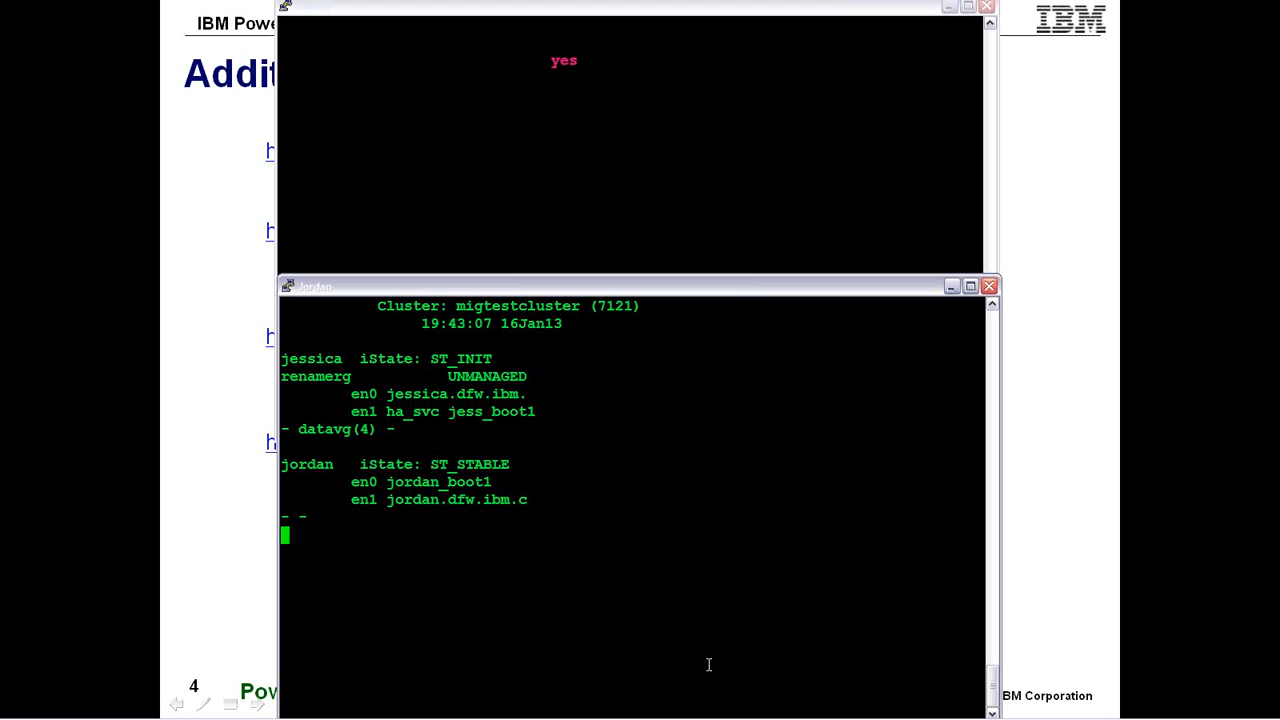 IBM Powe
IBM
Addit
yes
h
h
h
h
Jordan
Cluster: migtestcluster (7121)
19:43:07 16Jan13
jessica iState: ST_INIT
renamerg UNMANAGED
en0 jessica.dfw.ibm.
en1 ha_svc jess_boot1
- datavg(4) -
jordan iState: ST_STABLE
en0 jordan_boot1
en1 jordan.dfw.ibm.c
- -
4
Pow
BM Corporation